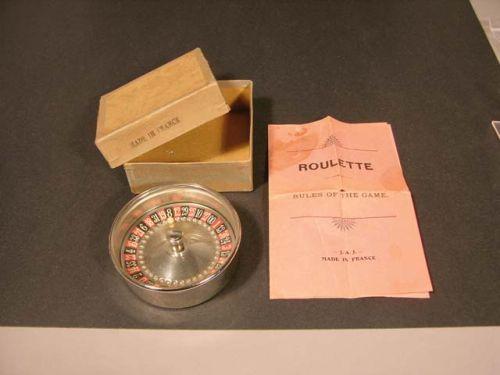 MADE IN FRANCE
ROULETTE
RULES OF THE GAME.
J.A.J.
MADE IN FRANCE